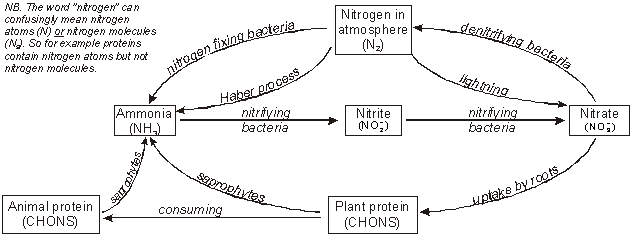 NB. The word "nitrogen" can
confusingly mean nitrogen
atoms (N) or nitrogen molecules
(N₂). So for example proteins
contain nitrogen atoms but not
nitrogen molecules.
Nitrogen in
atmosphere
(N₂)
nitrogen fixing bacteria
Haber process
denitrifying bacteria
lightning
Ammonia
(NH₃)
nitrifying
bacteria
Nitrite
(NO₂⁻)
nitrifying
bacteria
Nitrate
(NO₃⁻)
saprophytes
saprophytes
uptake by roots
Animal protein
(CHONS)
consuming
Plant protein
(CHONS)